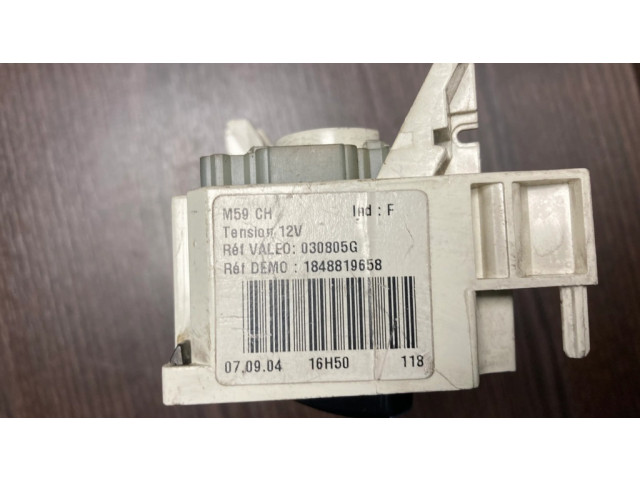 M59 CH Ind : F
Tension 12V
Réf VALEO: 030805G
Réf DEMO : 1848819658
07.09.04 16H50 118